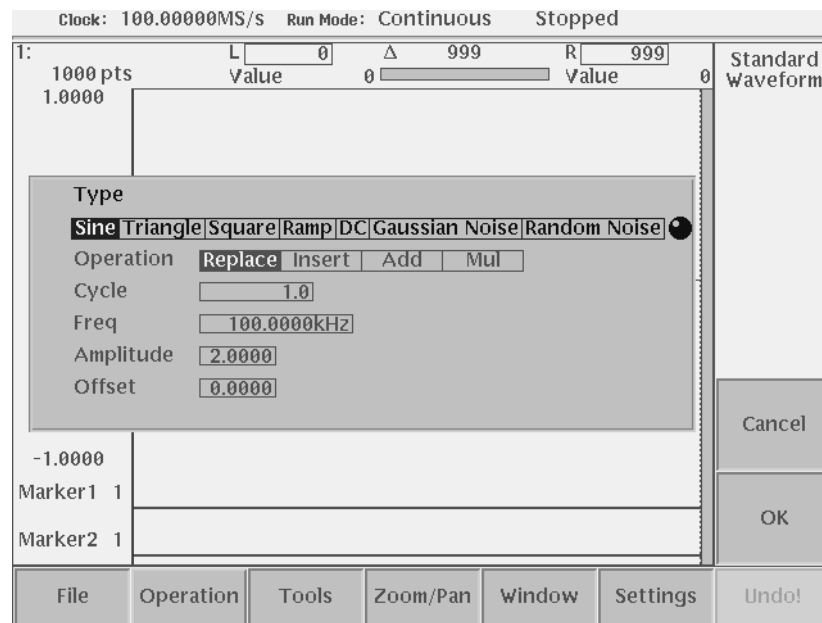 Clock: 100.00000MS/s Run Mode: Continuous Stopped
1: L 0 Δ 999 R 999
1000 pts Value 0 Value 0
Standard
Waveform
1.0000
Type
Sine Triangle Square Ramp DC Gaussian Noise Random Noise
Operation Replace Insert Add Mul
Cycle 1.0
Freq 100.0000kHz
Amplitude 2.0000
Offset 0.0000
Cancel
-1.0000
Marker1 1
OK
Marker2 1
File Operation Tools Zoom/Pan Window Settings Undo!